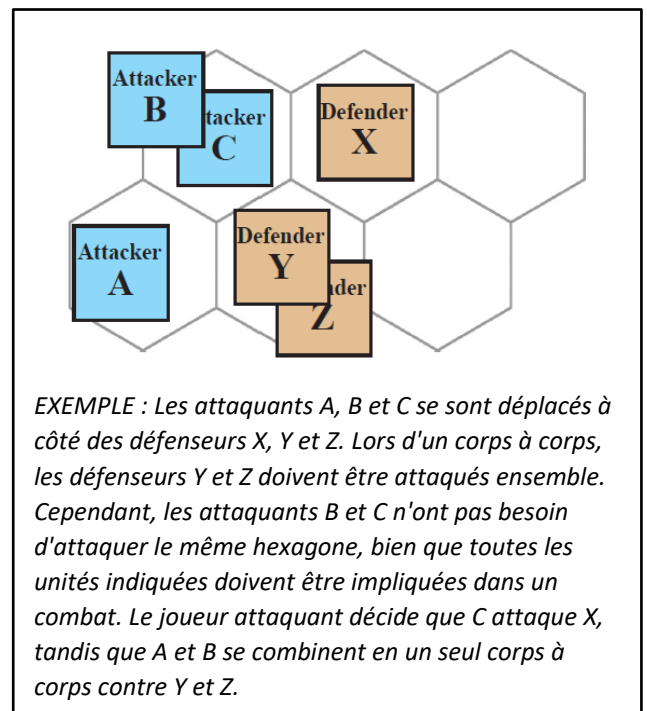 Attacker
B
tacker
C
Defender
X
Attacker
A
Defender
Y
der
Z
EXEMPLE : Les attaquants A, B et C se sont déplacés à
côté des défenseurs X, Y et Z. Lors d'un corps à corps,
les défenseurs Y et Z doivent être attaqués ensemble.
Cependant, les attaquants B et C n'ont pas besoin
d'attaquer le même hexagone, bien que toutes les
unités indiquées doivent être impliquées dans un
combat. Le joueur attaquant décide que C attaque X,
tandis que A et B se combinent en un seul corps à
corps contre Y et Z.